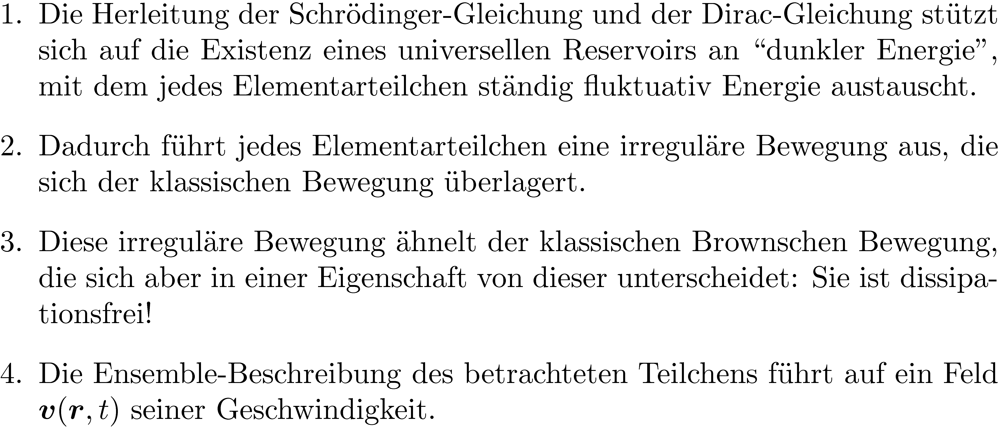 1. Die Herleitung der Schrödinger-Gleichung und der Dirac-Gleichung stützt
sich auf die Existenz eines universellen Reservoirs an “dunkler Energie”,
mit dem jedes Elementarteilchen ständig fluktuativ Energie austauscht.
2. Dadurch führt jedes Elementarteilchen eine irreguläre Bewegung aus, die
sich der klassischen Bewegung überlagert.
3. Diese irreguläre Bewegung ähnelt der klassischen Brownschen Bewegung,
die sich aber in einer Eigenschaft von dieser unterscheidet: Sie ist dissipa-
tionsfrei!
4. Die Ensemble-Beschreibung des betrachteten Teilchens führt auf ein Feld
v(r, t) seiner Geschwindigkeit.